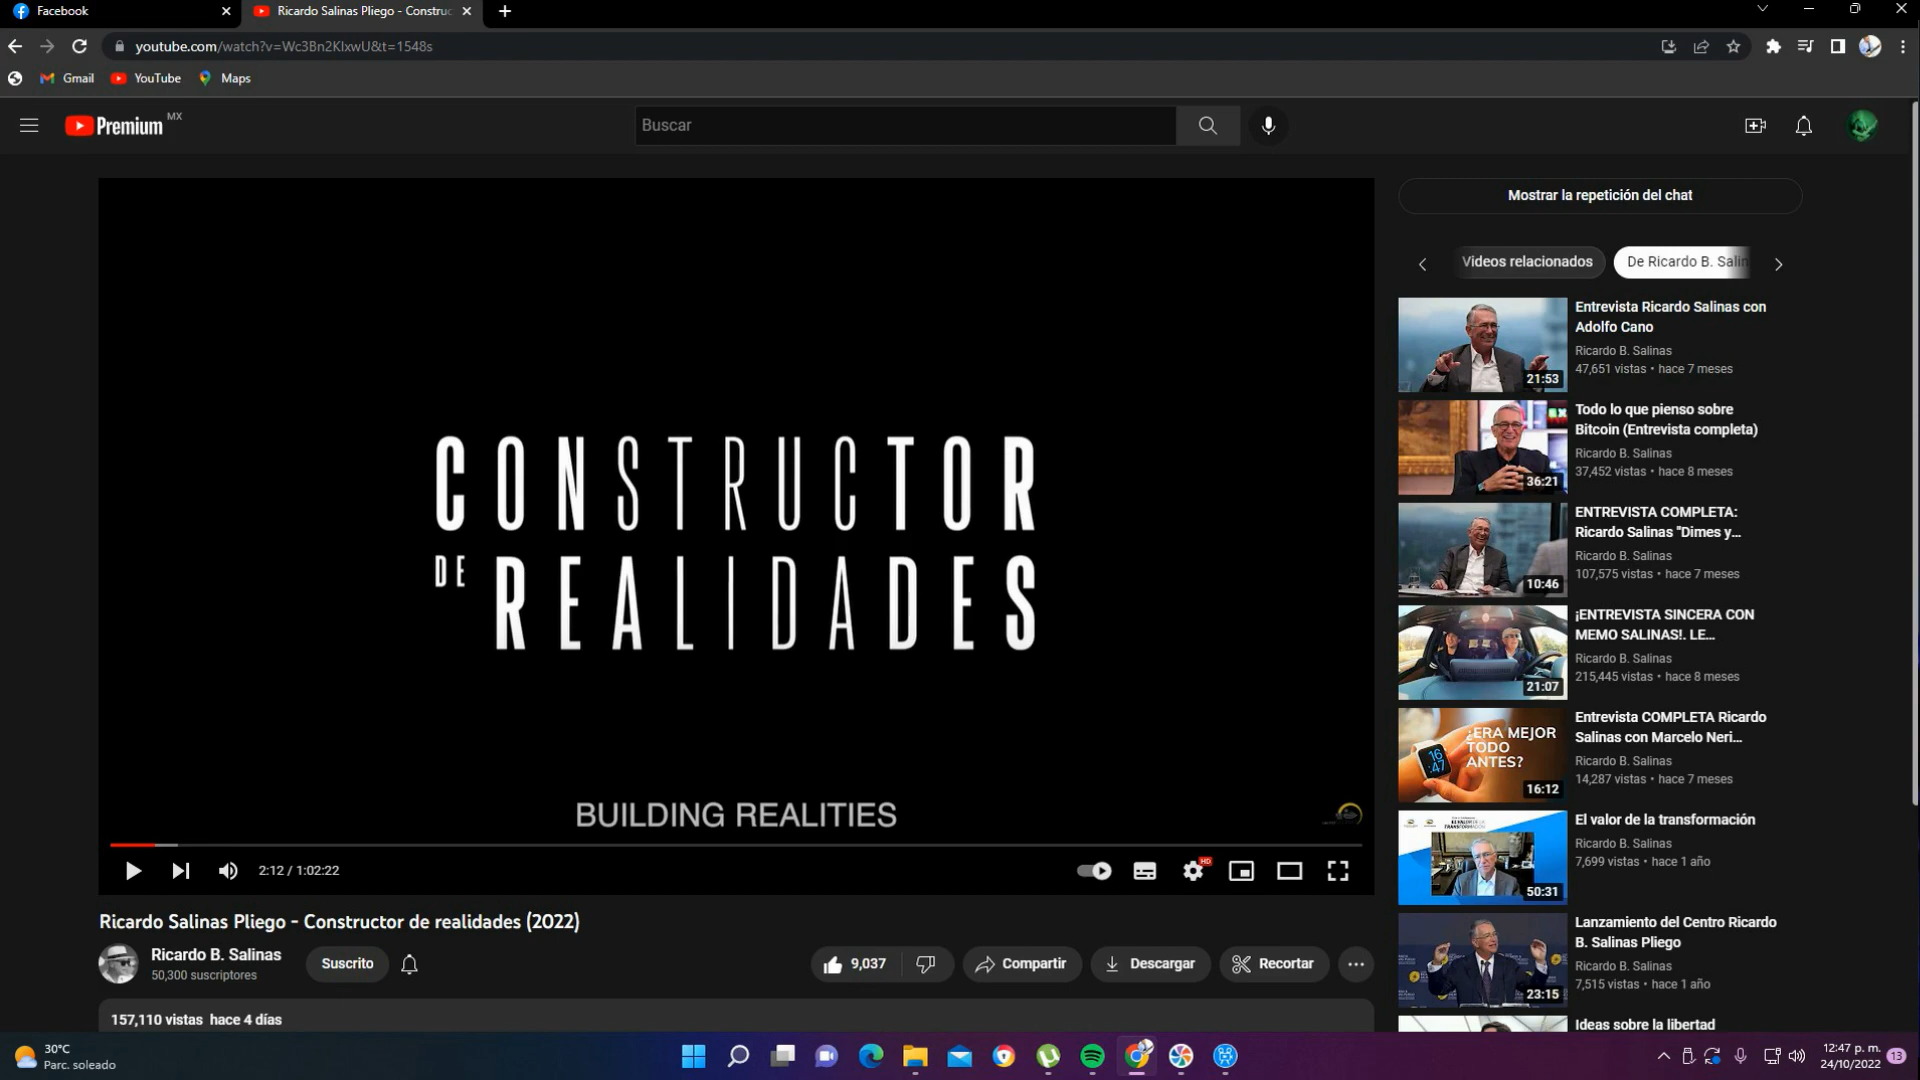 Facebook
Ricardo Salinas Pliego - Construc
youtube.com/watch?v=Wc3Bn2KlxwU&t=1548s
Gmail
YouTube
Maps
Premium MX
Buscar
CONSTRUCTOR
DE REALIDADES
BUILDING REALITIES
2:12 / 1:02:22
HD
Ricardo Salinas Pliego - Constructor de realidades (2022)
Ricardo B. Salinas
50,300 suscriptores
Suscrito
9,037
Compartir
Descargar
Recortar
157,110 vistas hace 4 días
Mostrar la repetición del chat
Videos relacionados
De Ricardo B. Salin
21:53
Entrevista Ricardo Salinas con
Adolfo Cano
Ricardo B. Salinas
47,651 vistas • hace 7 meses
36:21
Todo lo que pienso sobre
Bitcoin (Entrevista completa)
Ricardo B. Salinas
37,452 vistas • hace 8 meses
10:46
ENTREVISTA COMPLETA:
Ricardo Salinas "Dimes y...
Ricardo B. Salinas
107,575 vistas • hace 7 meses
21:07
¡ENTREVISTA SINCERA CON
MEMO SALINAS!. LE...
Ricardo B. Salinas
215,445 vistas • hace 8 meses
¿ERA MEJOR
TODO
ANTES?
16
:47
16:12
Entrevista COMPLETA Ricardo
Salinas con Marcelo Neri...
Ricardo B. Salinas
14,287 vistas • hace 7 meses
50:31
El valor de la transformación
Ricardo B. Salinas
7,699 vistas • hace 1 año
23:15
Lanzamiento del Centro Ricardo
B. Salinas Pliego
Ricardo B. Salinas
7,515 vistas • hace 1 año
Ideas sobre la libertad
30°C
Parc. soleado
12:47 p. m.
24/10/2022
13